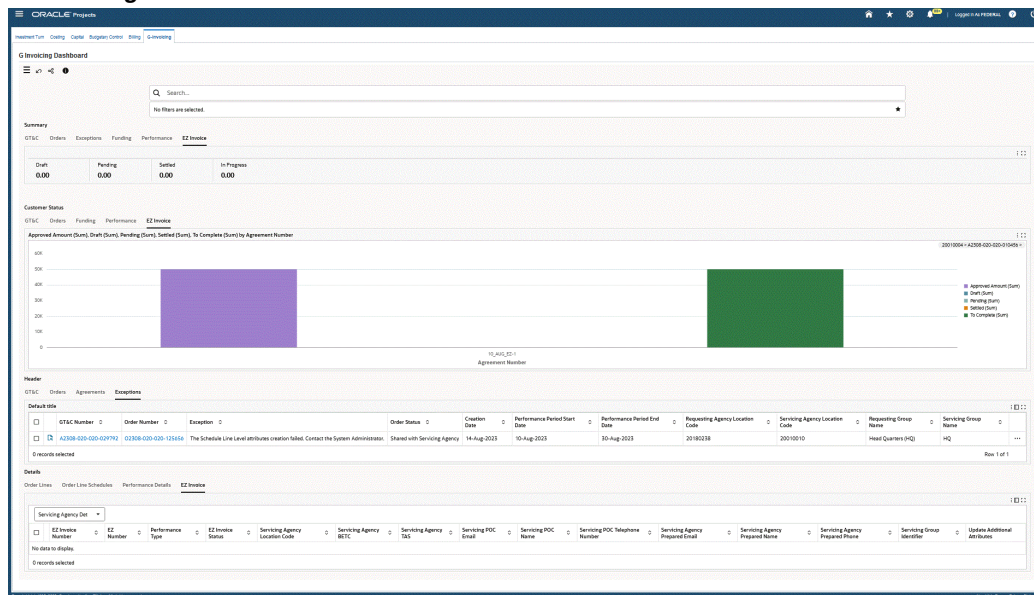 ORACLE Projects
Logged In As FEDERAL
Investment Turn Costing Capital Budgetary Control Billing G-Invoicing
G Invoicing Dashboard
Search...
No filters are selected.
Summary
GT&C Orders Exceptions Funding Performance EZ Invoice
Draft Pending Settled In Progress
0.00 0.00 0.00 0.00
Customer Status
GT&C Orders Funding Performance EZ Invoice
Approved Amount (Sum), Draft (Sum), Pending (Sum), Settled (Sum), To Complete (Sum) by Agreement Number
20010004 > A2308-020-020-010456 >
60K
50K
40K
30K
20K
10K
0
Approved Amount (Sum)
Draft (Sum)
Pending (Sum)
Settled (Sum)
To Complete (Sum)
10_AUG_EZ-1
Agreement Number
Header
GT&C Orders Agreements Exceptions
Default title
GT&C Number Order Number Exception Order Status Creation Date Performance Period Start Date Performance Period End Date Requesting Agency Location Code Servicing Agency Location Code Requesting Group Name Servicing Group Name
A2308-020-020-029792 O2308-020-020-125656 The Schedule Line Level attributes creation failed. Contact the System Administrator. Shared with Servicing Agency 14-Aug-2023 10-Aug-2023 30-Aug-2023 20180238 20010010 Head Quarters (HQ) HQ
0 records selected Row 1 of 1
Details
Order Lines Order Line Schedules Performance Details EZ Invoice
Servicing Agency Det
EZ Invoice Number EZ Number Performance Type EZ Invoice Status Servicing Agency Location Code Servicing Agency BETC Servicing Agency TAS Servicing POC Email Servicing POC Name Servicing POC Telephone Number Servicing Agency Prepared Email Servicing Agency Prepared Name Servicing Agency Prepared Phone Servicing Group Identifier Update Additional Attributes
No data to display.
0 records selected